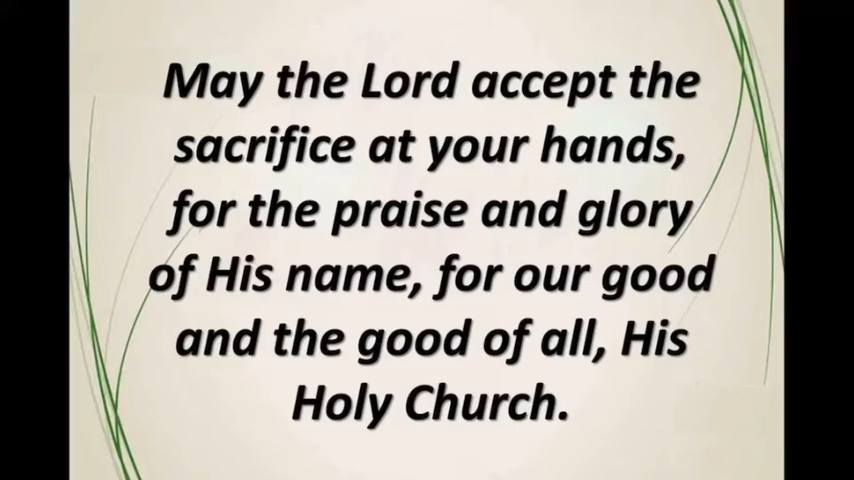 May the Lord accept the
sacrifice at your hands,
for the praise and glory
of His name, for our good
and the good of all, His
Holy Church.